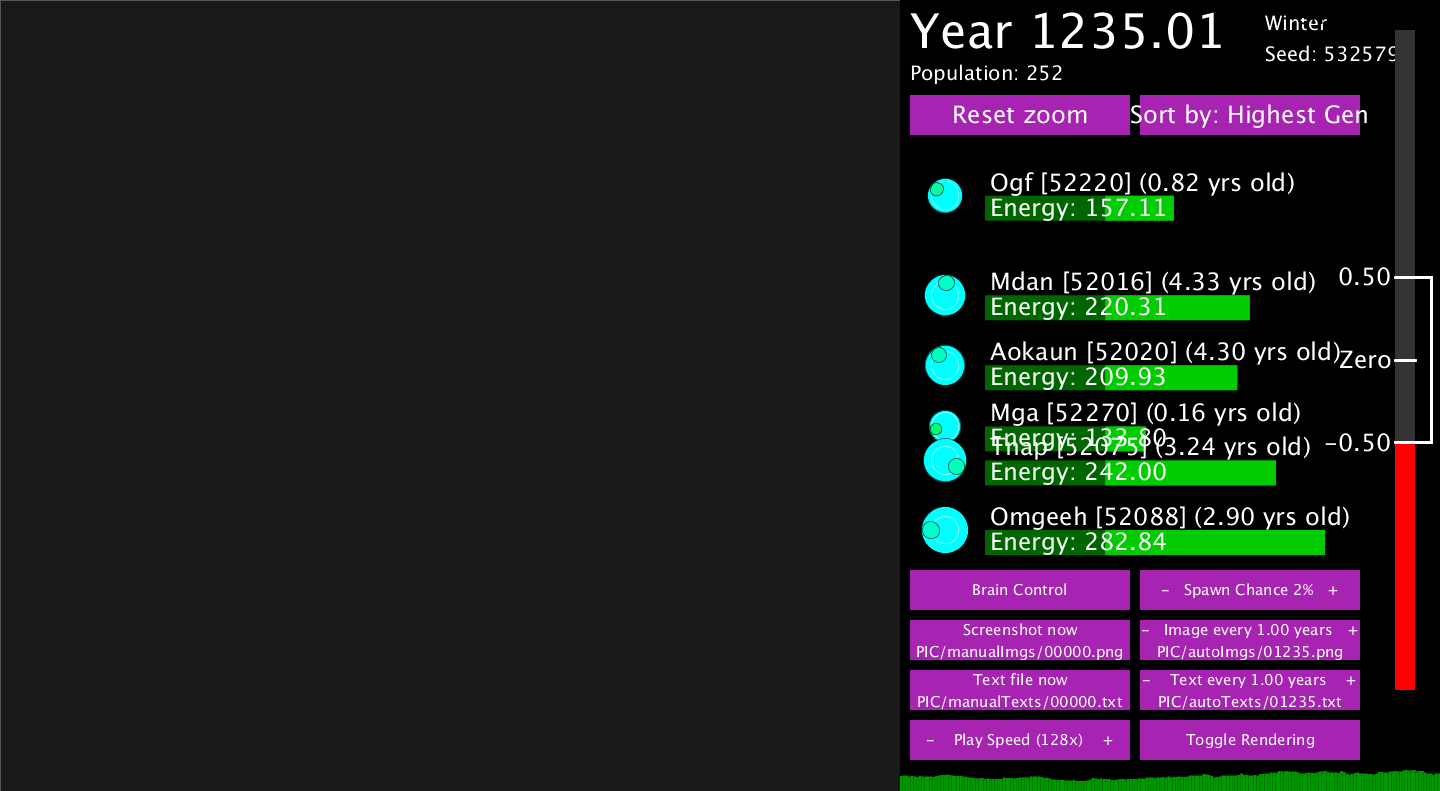 Year 1235.01
Winter
Seed: 532579
Population: 252
Reset zoom
Sort by: Highest Gen
Ogf [52220] (0.82 yrs old)
Energy: 157.11
Mdan [52016] (4.33 yrs old)
Energy: 220.31
0.50
Aokaun [52020] (4.30 yrs old)
Energy: 209.93
Zero
Mga [52270] (0.16 yrs old)
Energy: 133.80
Tnap [52075] (3.24 yrs old)
Energy: 242.00
-0.50
Omgeeh [52088] (2.90 yrs old)
Energy: 282.84
Brain Control
- Spawn Chance 2% +
Screenshot now
PIC/manualImgs/00000.png
- Image every 1.00 years +
PIC/autoImgs/01235.png
Text file now
PIC/manualTexts/00000.txt
- Text every 1.00 years +
PIC/autoTexts/01235.txt
- Play Speed (128x) +
Toggle Rendering